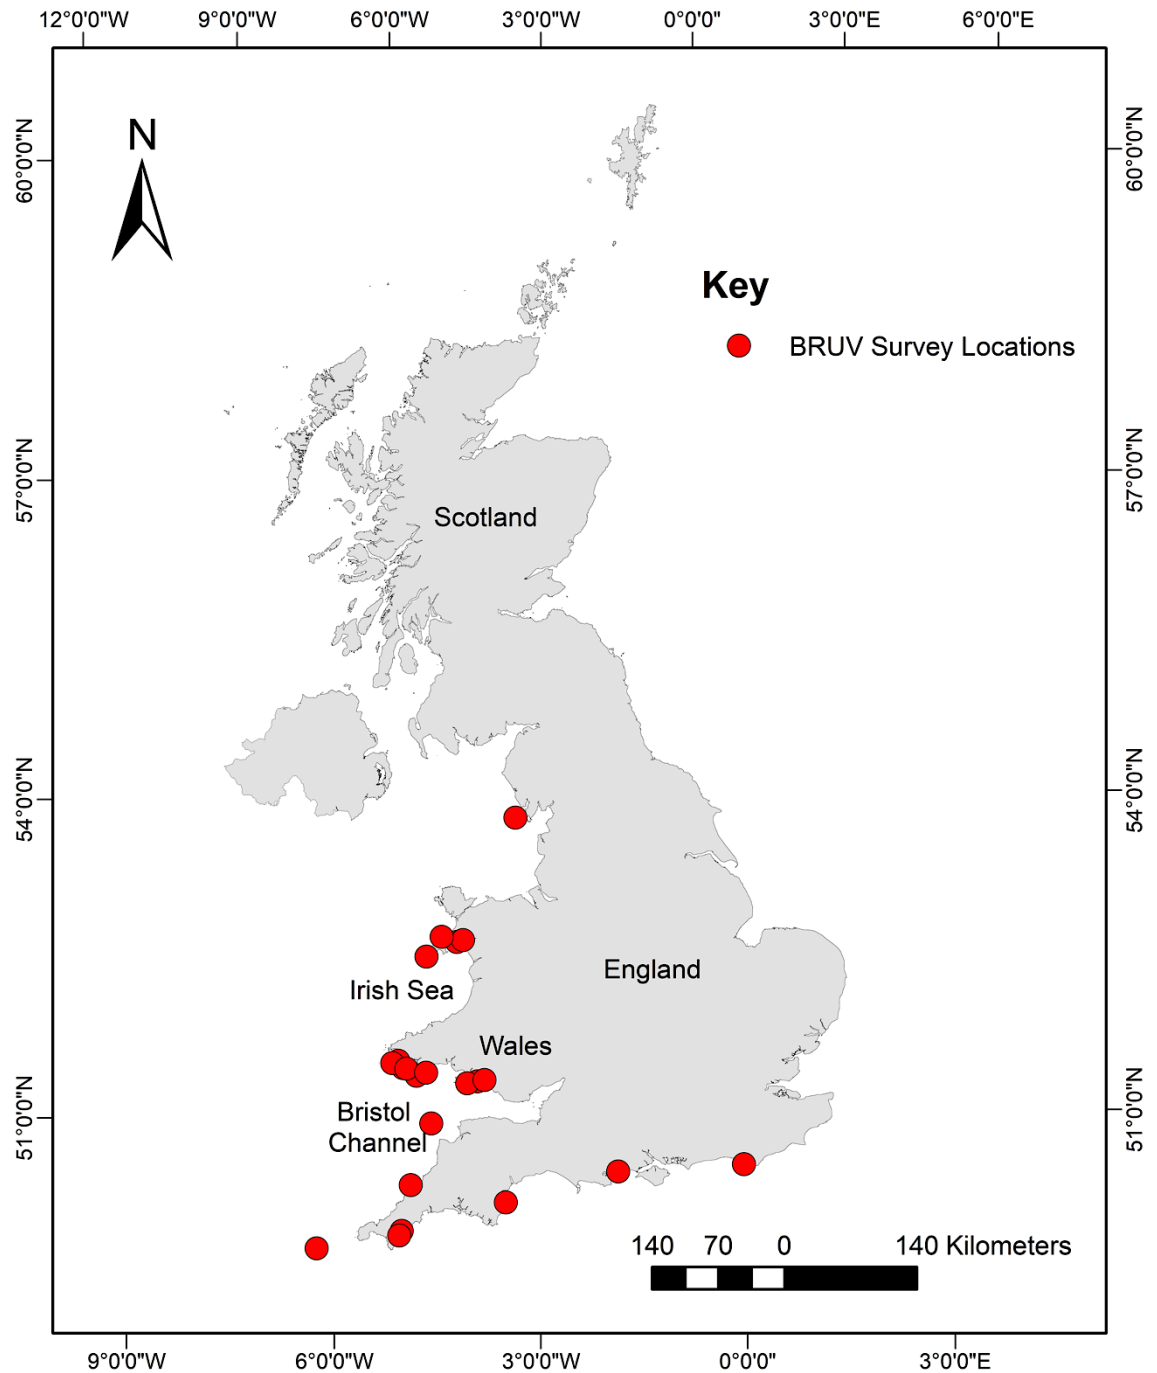 12°0'0"W 9°0'0"W 6°0'0"W 3°0'0"W 0°0'0" 3°0'0"E 6°0'0"E
N
60°0'0"N
60°0'0"N
Key
BRUV Survey Locations
57°0'0"N
57°0'0"N
Scotland
54°0'0"N
54°0'0"N
England
Irish Sea
Wales
51°0'0"N
51°0'0"N
Bristol
Channel
140 70 0 140 Kilometers
9°0'0"W 6°0'0"W 3°0'0"W 0°0'0" 3°0'0"E